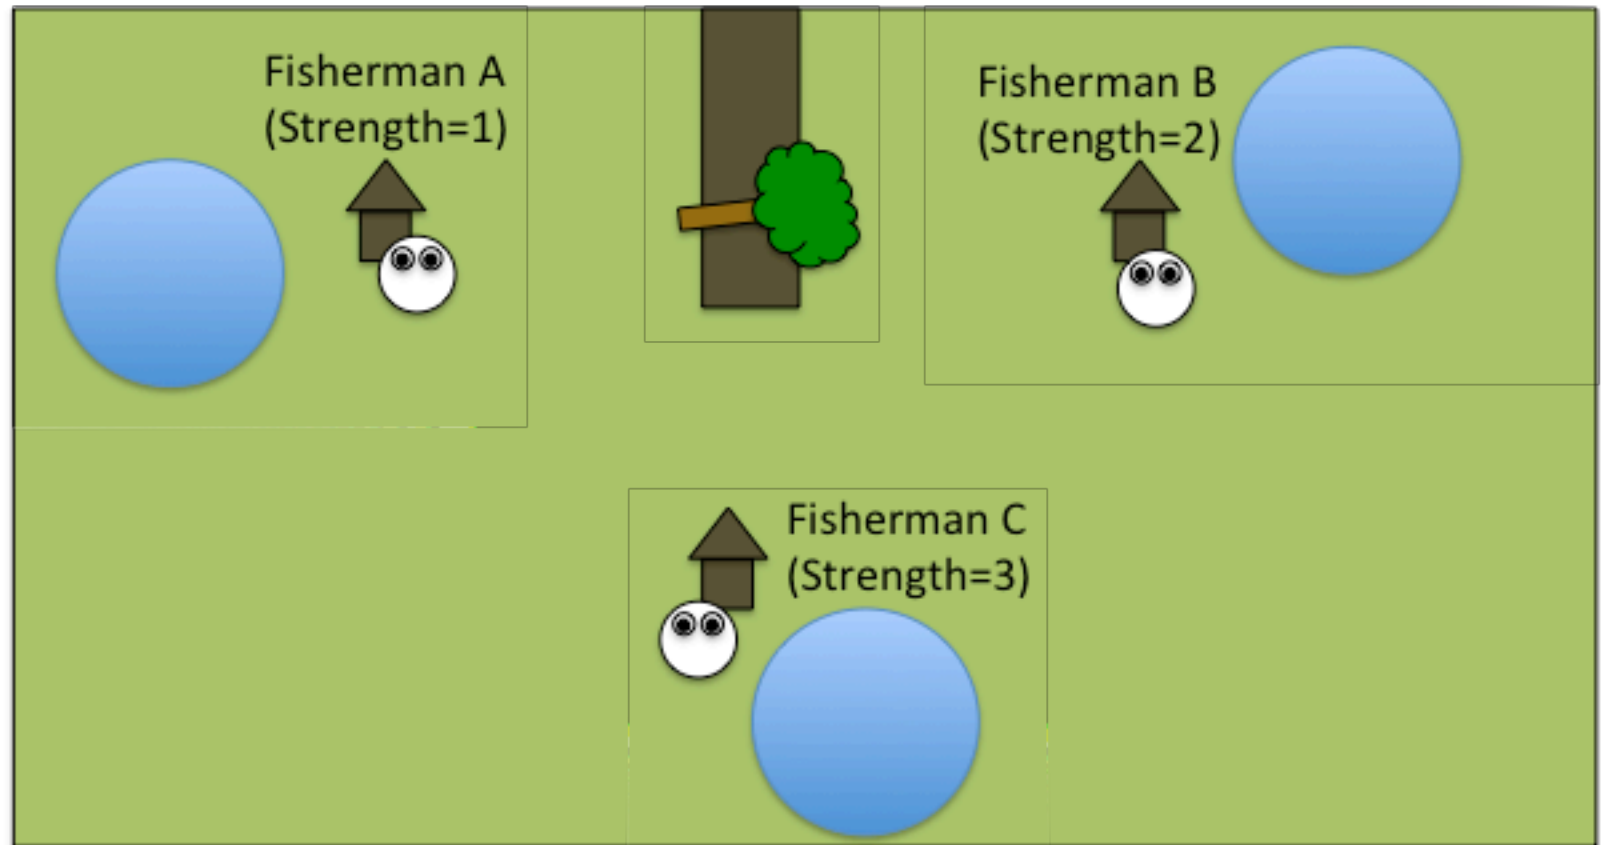 Fisherman A
(Strength=1)
Fisherman B
(Strength=2)
Fisherman C
(Strength=3)